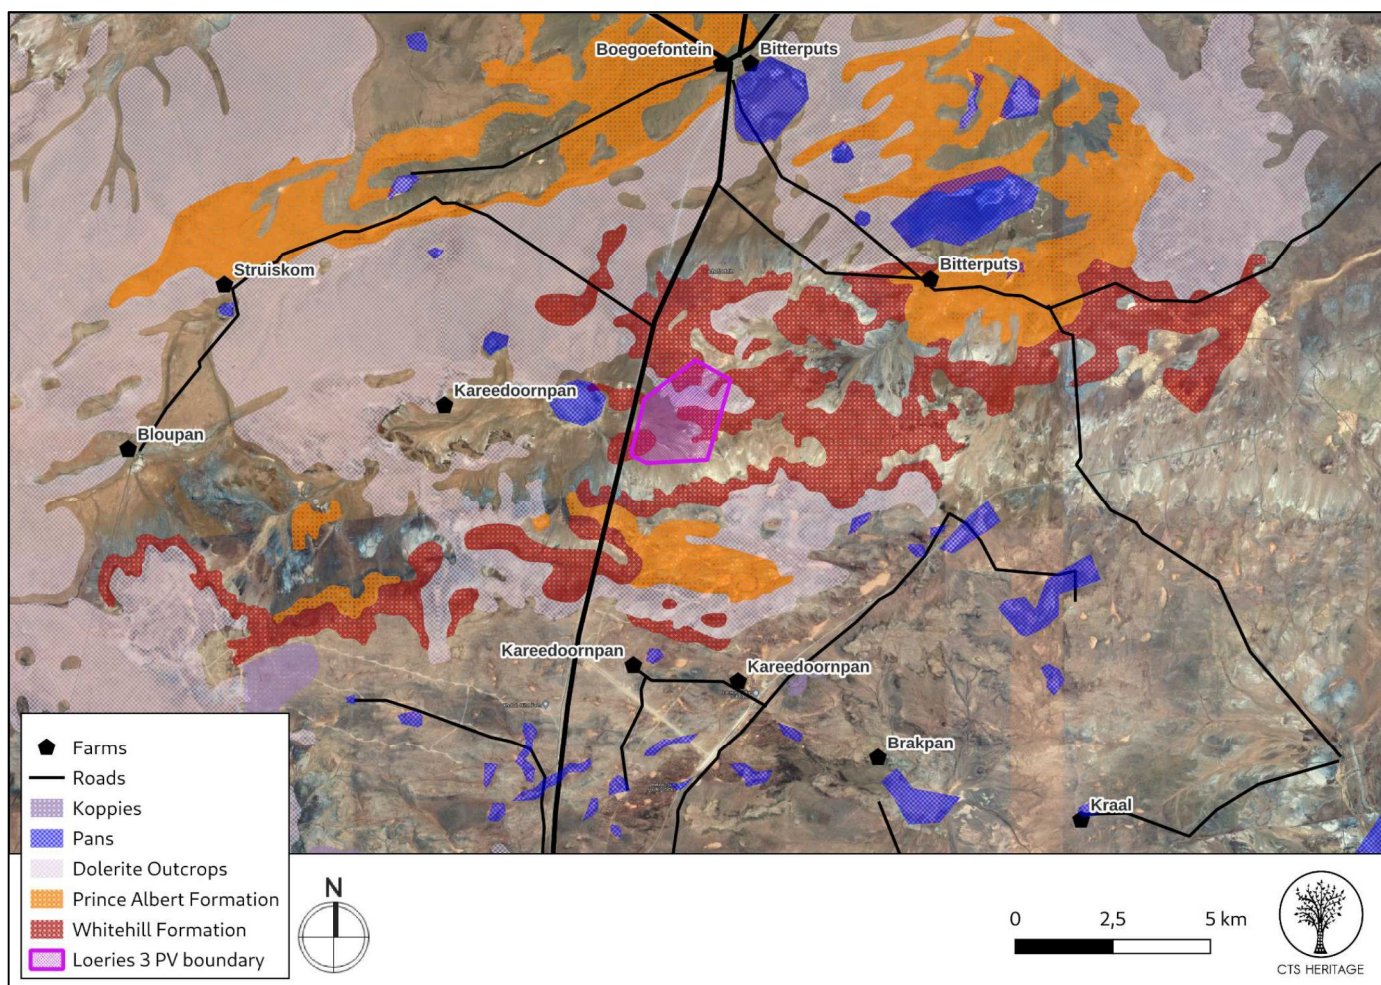 Boegoefontein
Bitterputs
Struiskom
Bitterputs
Kareedoornpan
Bloupan
Kareedoornpan
Kareedoornpan
Brakpan
Kraal
Farms
Roads
Koppies
Pans
Dolerite Outcrops
Prince Albert Formation
Whitehill Formation
Loeries 3 PV boundary
N
0 2,5 5 km
CTS HERITAGE